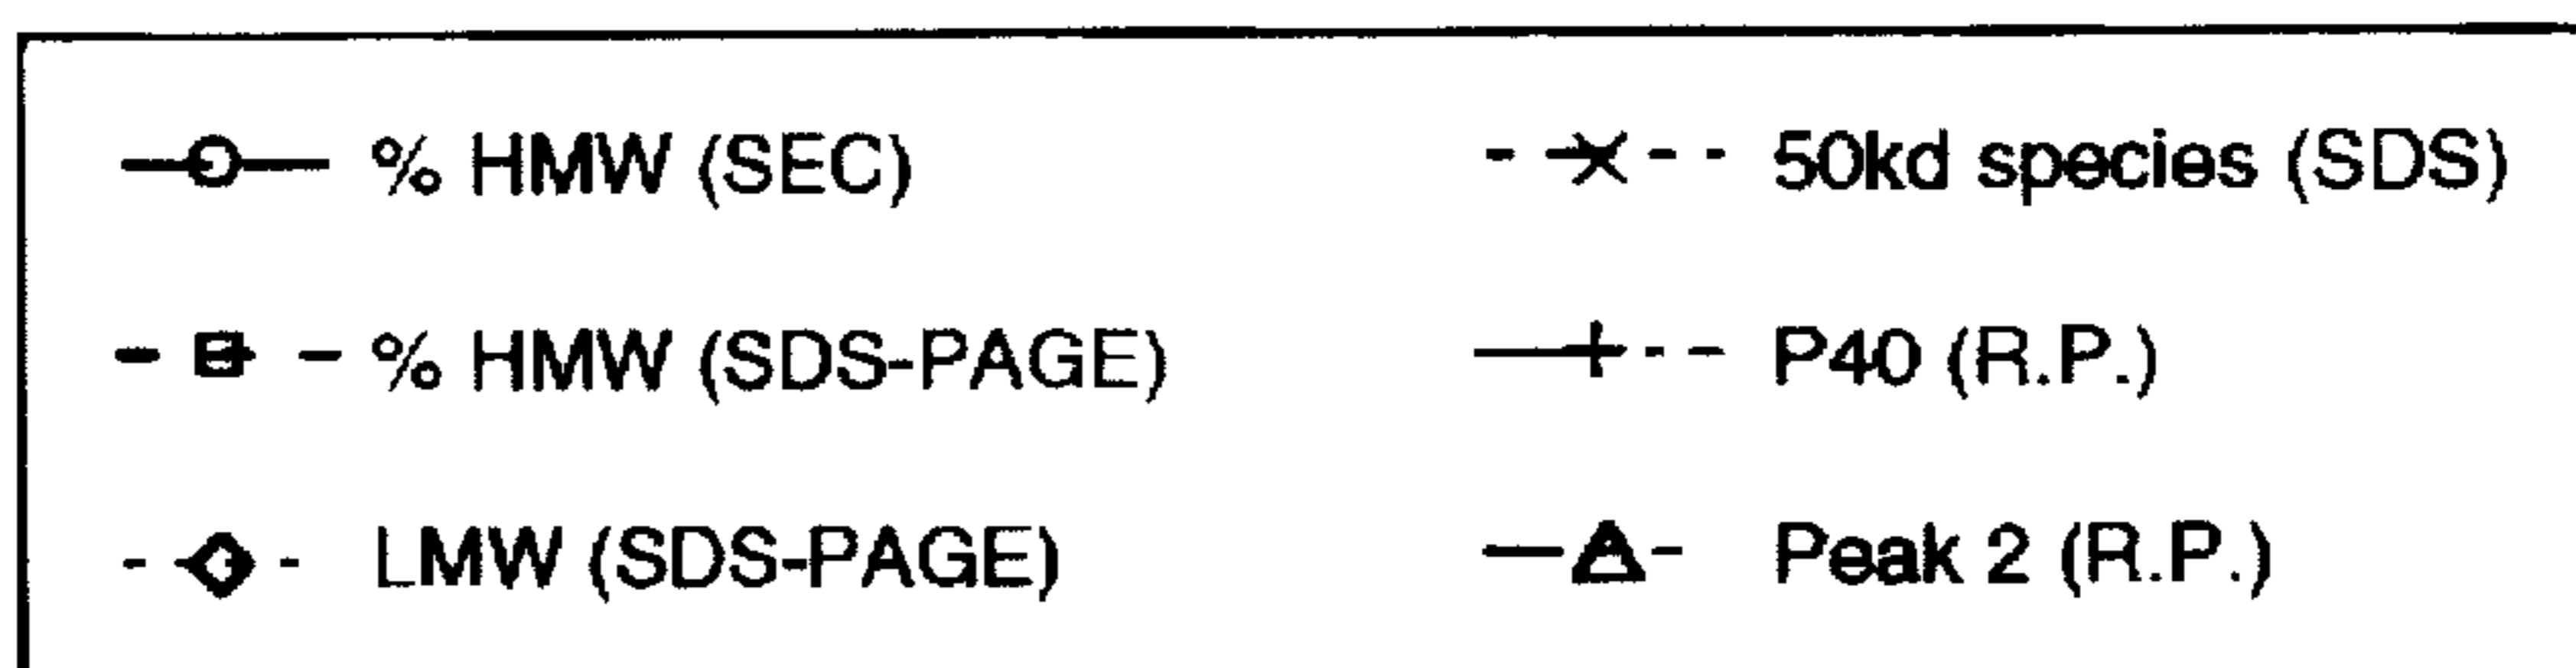 % HMW (SEC)
% HMW (SDS-PAGE)
LMW (SDS-PAGE)
50kd species (SDS)
P40 (R.P.)
Peak 2 (R.P.)